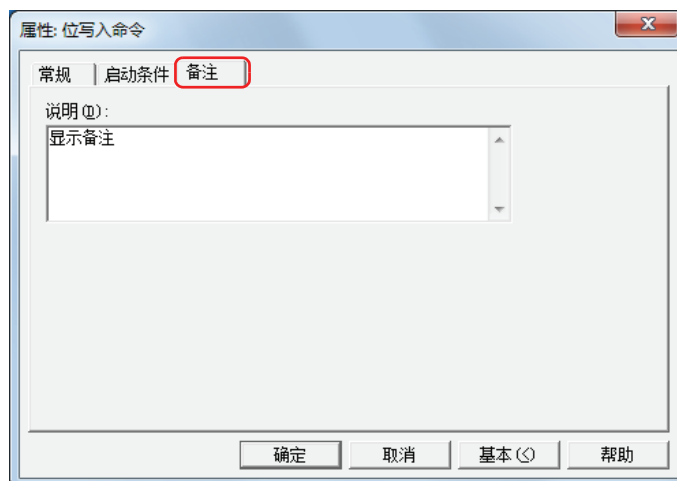 属性: 位写入命令
常规 启动条件 备注
说明(D):
显示备注
确定 取消 基本(<) 帮助